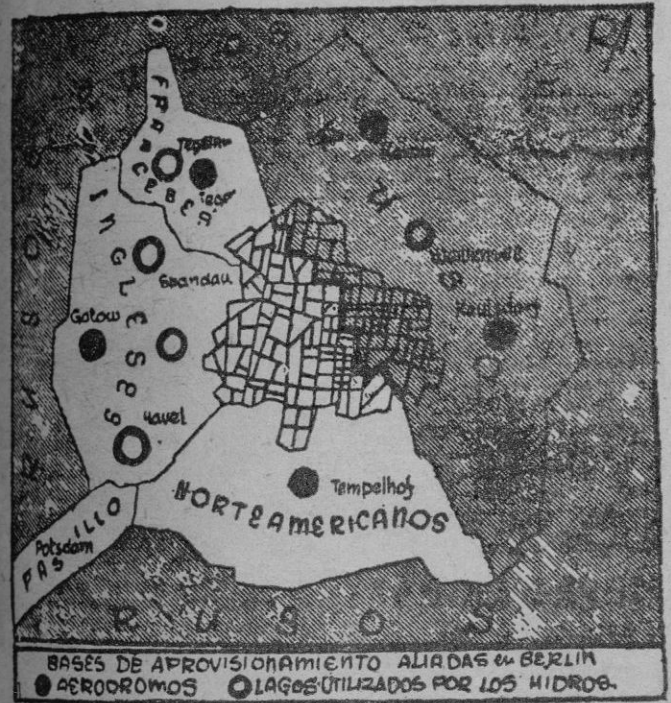 FRANCESES
Tegel
INGLESES
Spandau
Gatow
Havel
Kaulsdorf
Tempelhof
NORTEAMERICANOS
Potsdam
PASILLO
RUSOS
BASES DE APROVISIONAMIENTO ALIADAS en BERLIN
AERODROMOS
LAGOS UTILIZADOS POR LOS HIDROS.